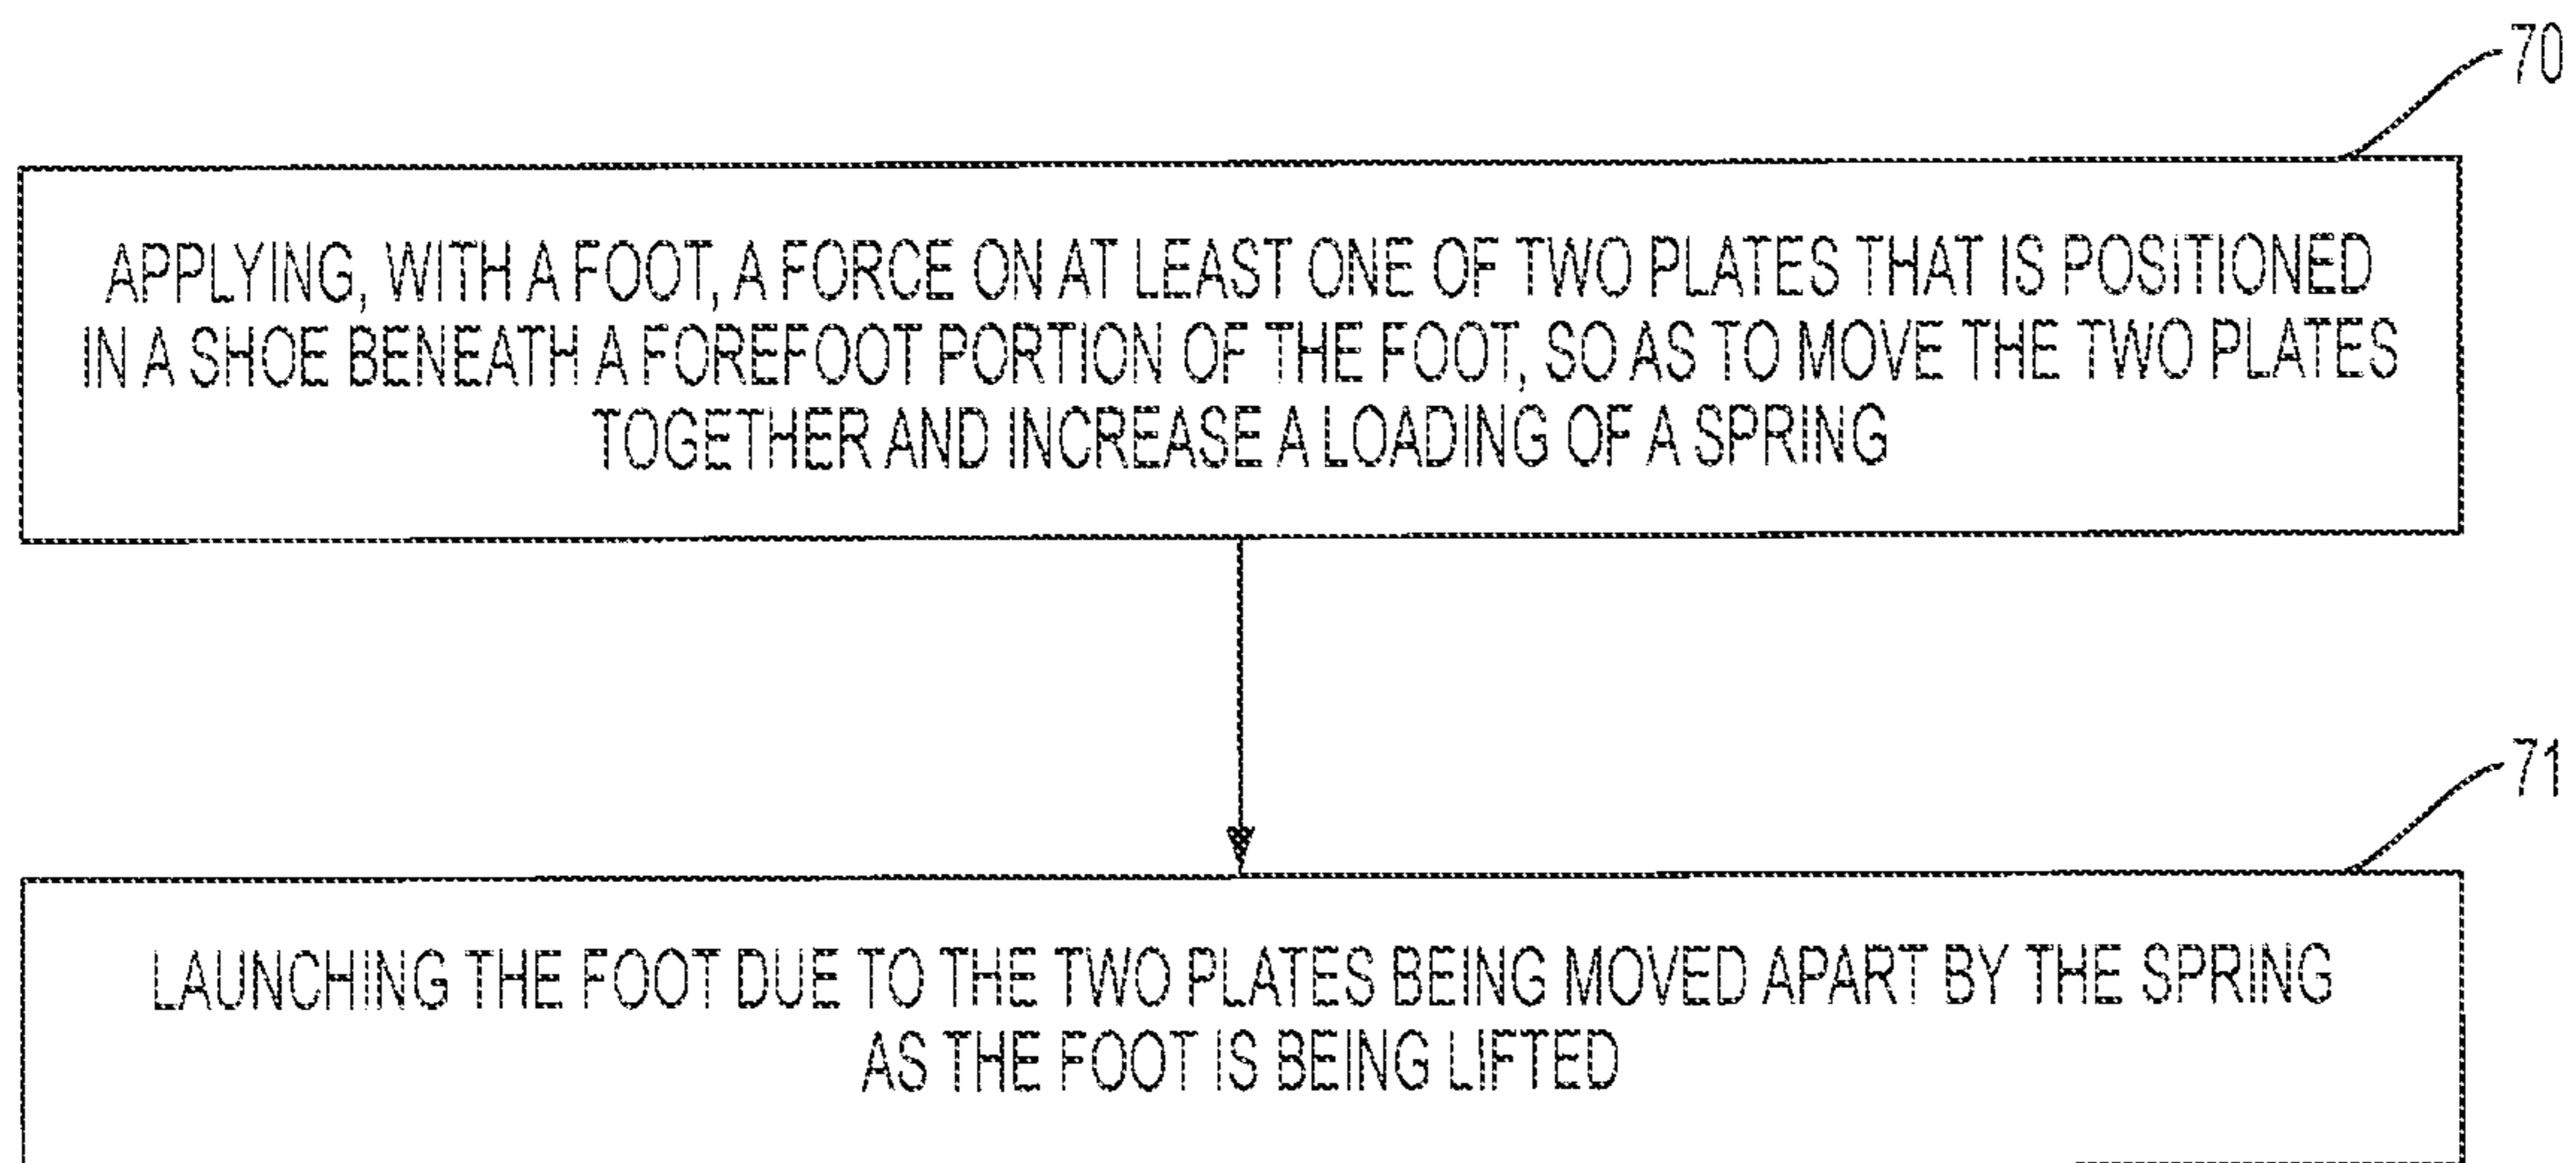 70
APPLYING, WITH A FOOT, A FORCE ON AT LEAST ONE OF TWO PLATES THAT IS POSITIONED
IN A SHOE BENEATH A FOREFOOT PORTION OF THE FOOT, SO AS TO MOVE THE TWO PLATES
TOGETHER AND INCREASE A LOADING OF A SPRING
71
LAUNCHING THE FOOT DUE TO THE TWO PLATES BEING MOVED APART BY THE SPRING
AS THE FOOT IS BEING LIFTED